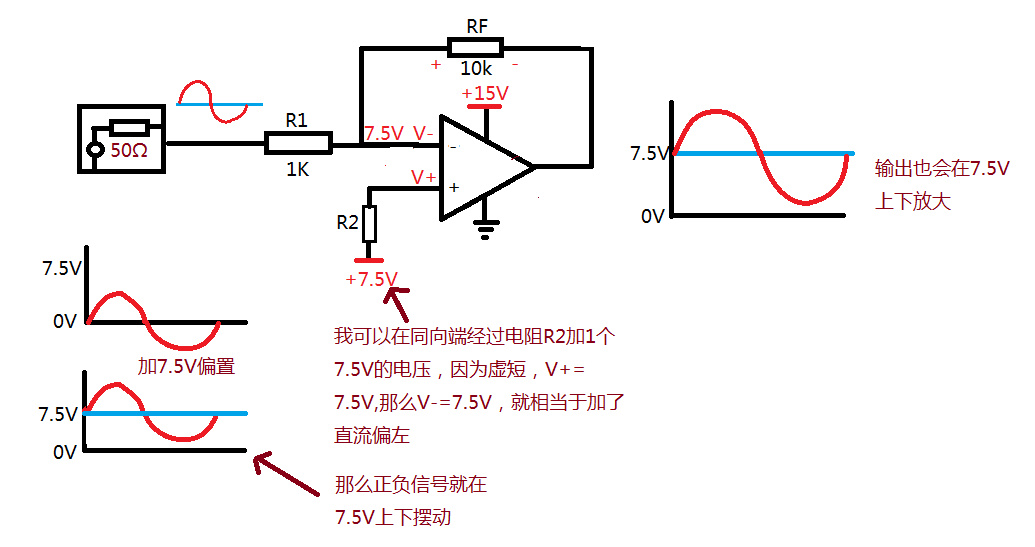 RF
+
-
10k
+15V
R1
7.5V
V-
-
50Ω
1K
V+
+
R2
+7.5V
7.5V
0V
输出也会在7.5V
上下放大
7.5V
0V
加7.5V偏置
7.5V
0V
我可以在同向端经过电阻R2加1个
7.5V的电压，因为虚短，V+=
7.5V,那么V-=7.5V，就相当于加了
直流偏左
那么正负信号就在
7.5V上下摆动